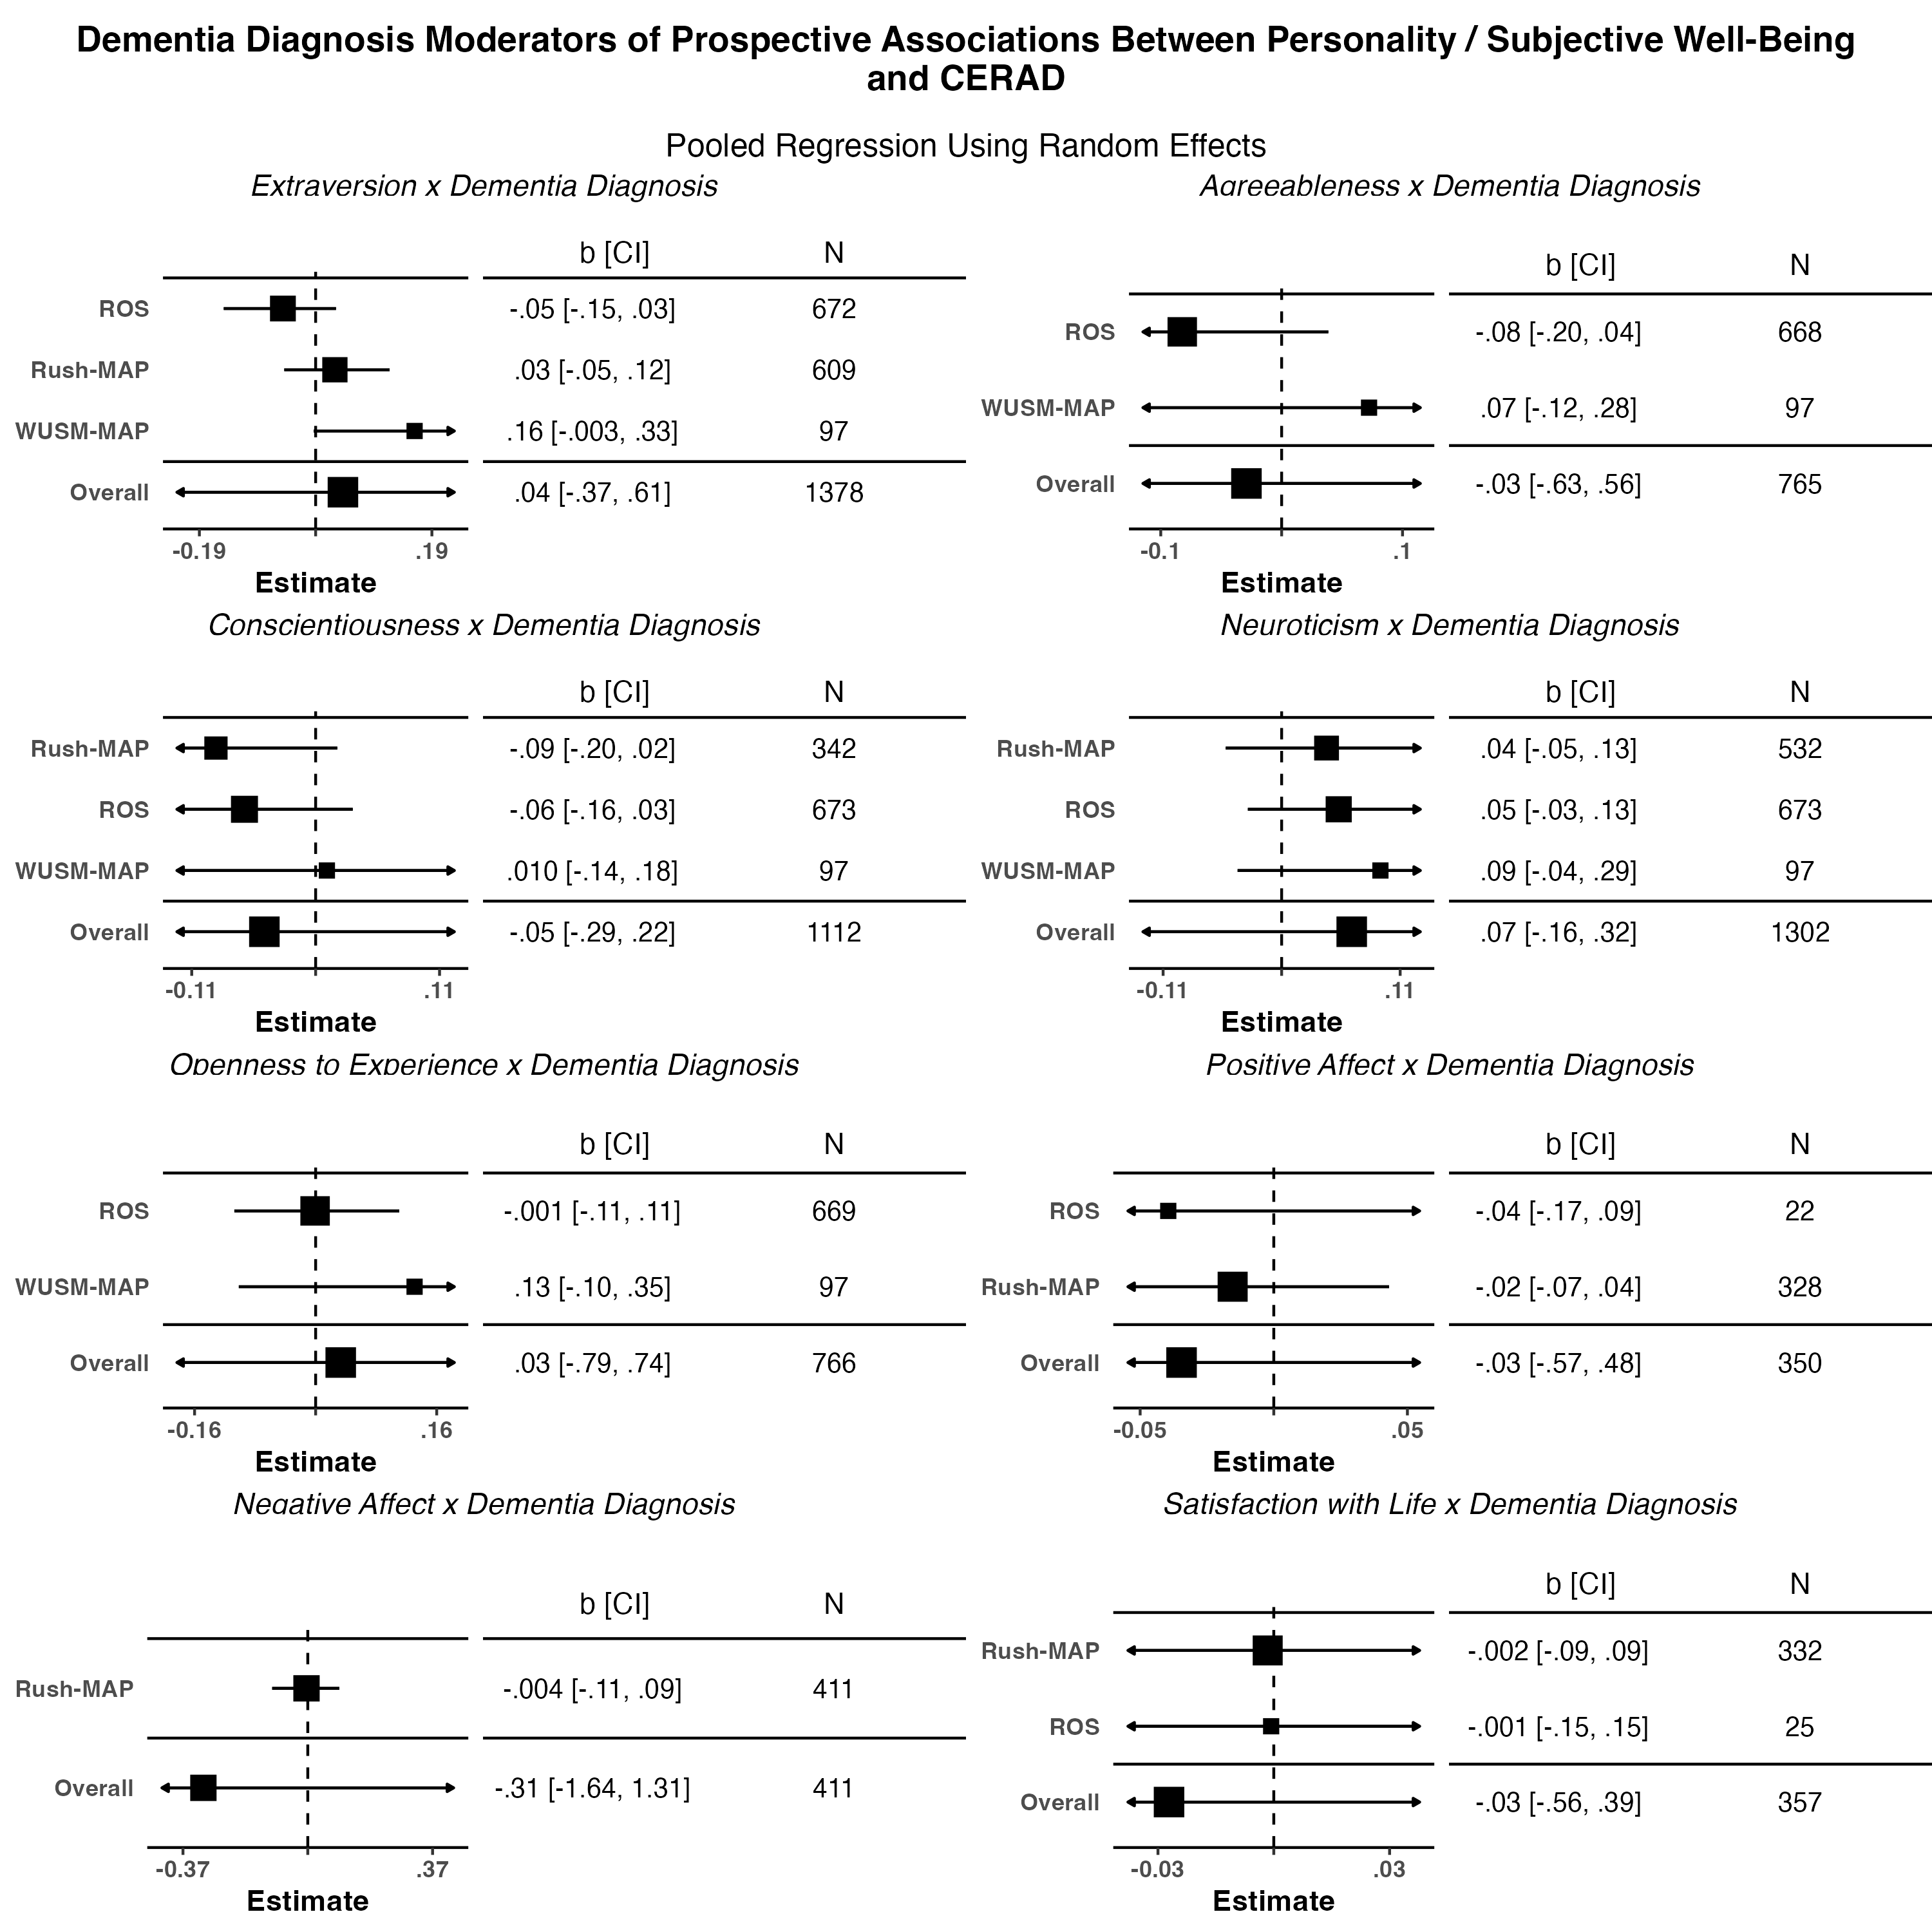 Dementia Diagnosis Moderators of Prospective Associations Between Personality / Subjective Well-Being
and CERAD
Pooled Regression Using Random Effects
Extraversion x Dementia Diagnosis
b [CI] N
ROS -.05 [-.15, .03] 672
Rush-MAP .03 [-.05, .12] 609
WUSM-MAP .16 [-.003, .33] 97
Overall .04 [-.37, .61] 1378
-0.19 .19
Estimate
Agreeableness x Dementia Diagnosis
b [CI] N
ROS -.08 [-.20, .04] 668
WUSM-MAP .07 [-.12, .28] 97
Overall -.03 [-.63, .56] 765
-0.1 .1
Estimate
Conscientiousness x Dementia Diagnosis
b [CI] N
Rush-MAP -.09 [-.20, .02] 342
ROS -.06 [-.16, .03] 673
WUSM-MAP .010 [-.14, .18] 97
Overall -.05 [-.29, .22] 1112
-0.11 .11
Estimate
Neuroticism x Dementia Diagnosis
b [CI] N
Rush-MAP .04 [-.05, .13] 532
ROS .05 [-.03, .13] 673
WUSM-MAP .09 [-.04, .29] 97
Overall .07 [-.16, .32] 1302
-0.11 .11
Estimate
Openness to Experience x Dementia Diagnosis
b [CI] N
ROS -.001 [-.11, .11] 669
WUSM-MAP .13 [-.10, .35] 97
Overall .03 [-.79, .74] 766
-0.16 .16
Estimate
Positive Affect x Dementia Diagnosis
b [CI] N
ROS -.04 [-.17, .09] 22
Rush-MAP -.02 [-.07, .04] 328
Overall -.03 [-.57, .48] 350
-0.05 .05
Estimate
Negative Affect x Dementia Diagnosis
b [CI] N
Rush-MAP -.004 [-.11, .09] 411
Overall -.31 [-1.64, 1.31] 411
-0.37 .37
Estimate
Satisfaction with Life x Dementia Diagnosis
b [CI] N
Rush-MAP -.002 [-.09, .09] 332
ROS -.001 [-.15, .15] 25
Overall -.03 [-.56, .39] 357
-0.03 .03
Estimate